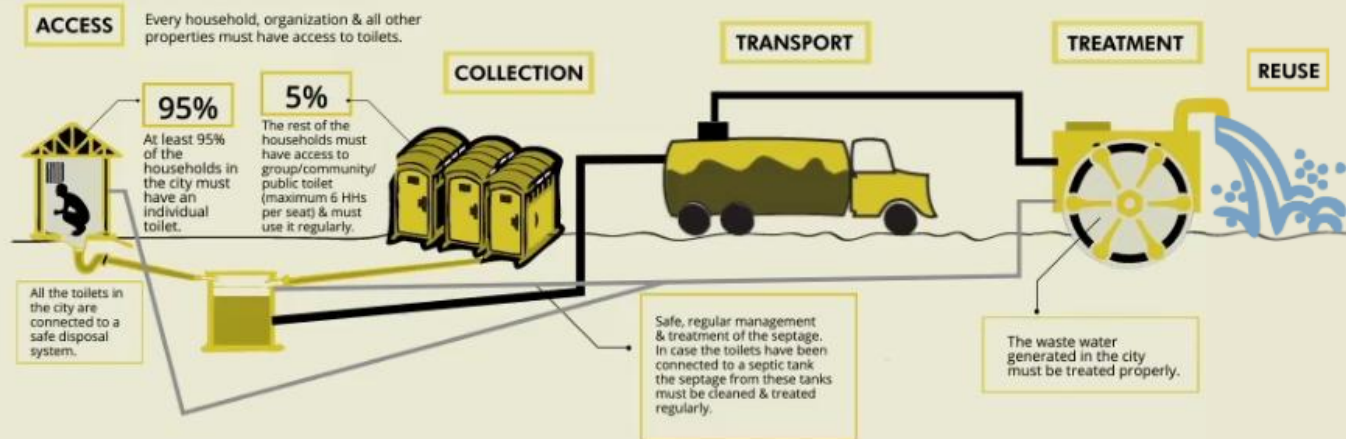 ACCESS
Every household, organization & all other
properties must have access to toilets.
95%
At least 95%
of the
households in
the city must
have an
individual
toilet.
5%
The rest of the
households must
have access to
group/community/
public toilet
(maximum 6 HHs
per seat) & must
use it regularly.
COLLECTION
TRANSPORT
TREATMENT
REUSE
All the toilets in
the city are
connected to a
safe disposal
system.
Safe, regular management
& treatment of the septage.
In case the toilets have been
connected to a septic tank
the septage from these tanks
must be cleaned & treated
regularly.
The waste water
generated in the city
must be treated properly.